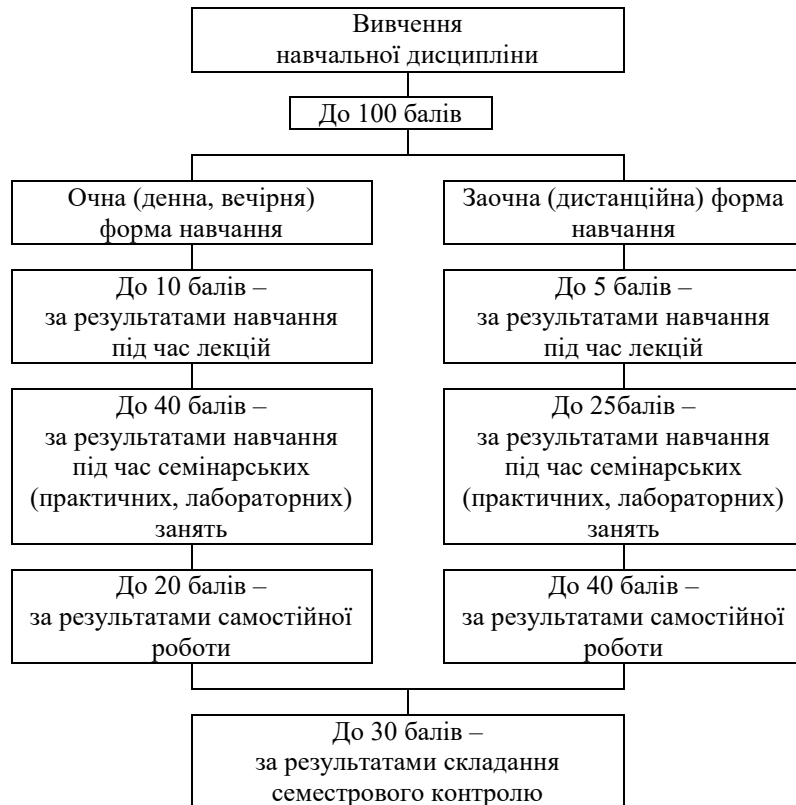 Вивчення
навчальної дисципліни
До 100 балів
Очна (денна, вечірня)
форма навчання
До 10 балів –
за результатами навчання
під час лекцій
До 40 балів –
за результатами навчання
під час семінарських
(практичних, лабораторних)
занять
До 20 балів –
за результатами самостійної
роботи
Заочна (дистанційна) форма
навчання
До 5 балів –
за результатами навчання
під час лекцій
До 25балів –
за результатами навчання
під час семінарських
(практичних, лабораторних)
занять
До 40 балів –
за результатами самостійної
роботи
До 30 балів –
за результатами складання
семестрового контролю